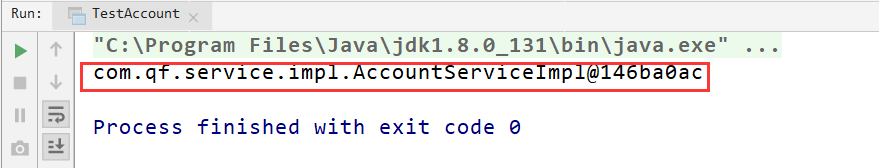 Run: TestAccount ×
"C:\Program Files\Java\jdk1.8.0_131\bin\java.exe" ...
com.qf.service.impl.AccountServiceImpl@146ba0ac
Process finished with exit code 0